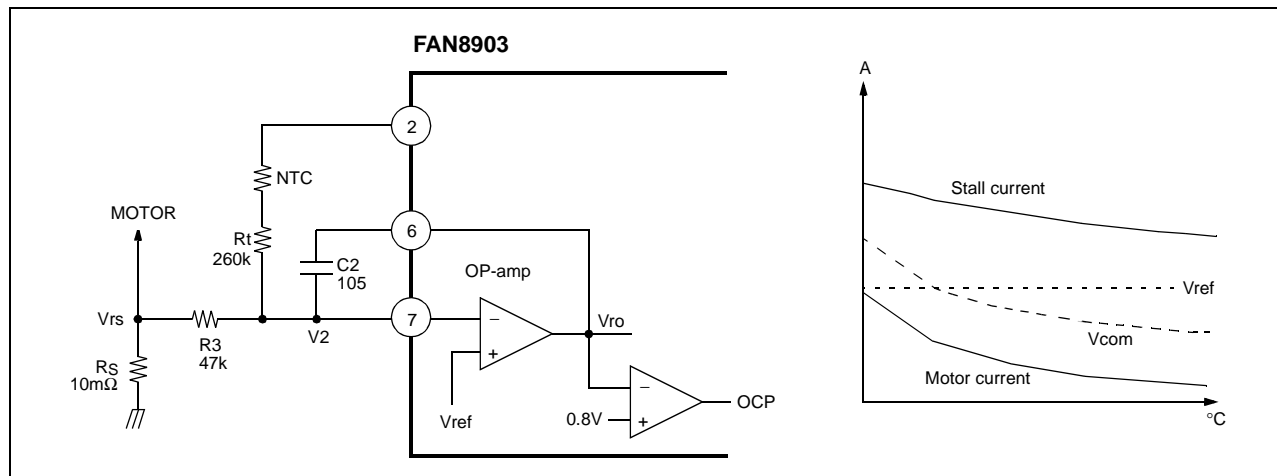 FAN8903
2
NTC
MOTOR
Rt
260k
6
C2
105
OP-amp
7
−
+
Vrs
R3
47k
V2
Vro
RS
10mΩ
Vref
−
0.8V
+
OCP
A
Stall current
Vref
Vcom
Motor current
°C